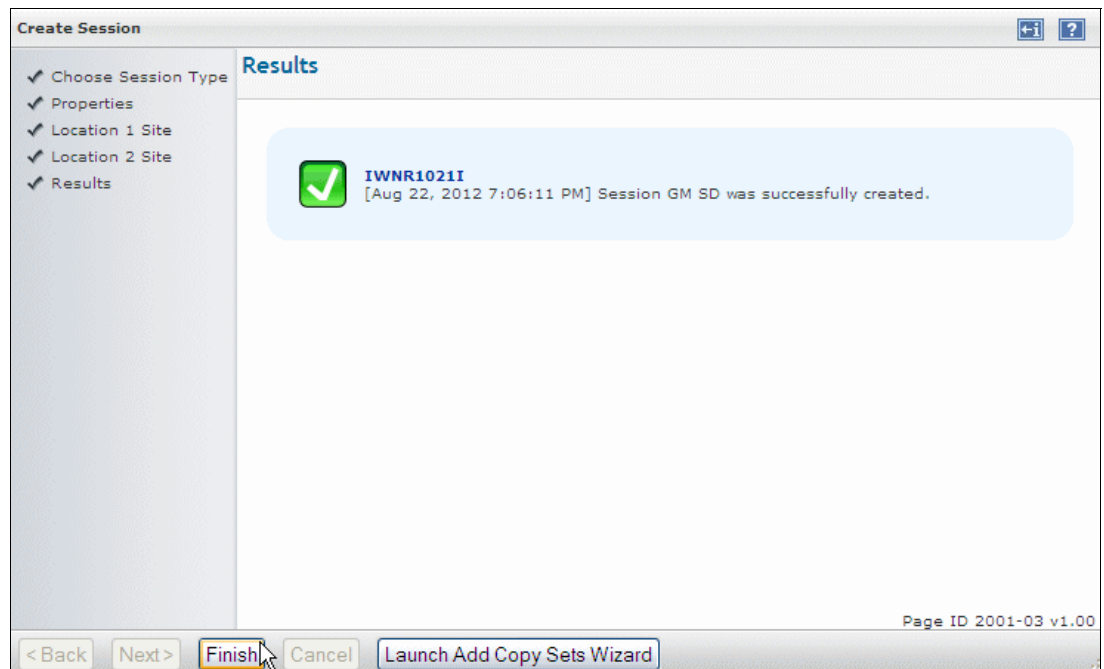 Create Session
Choose Session Type
Properties
Location 1 Site
Location 2 Site
Results
Results
IWNR1021I
[Aug 22, 2012 7:06:11 PM] Session GM SD was successfully created.
Page ID 2001-03 v1.00
< Back Next > Finish Cancel Launch Add Copy Sets Wizard